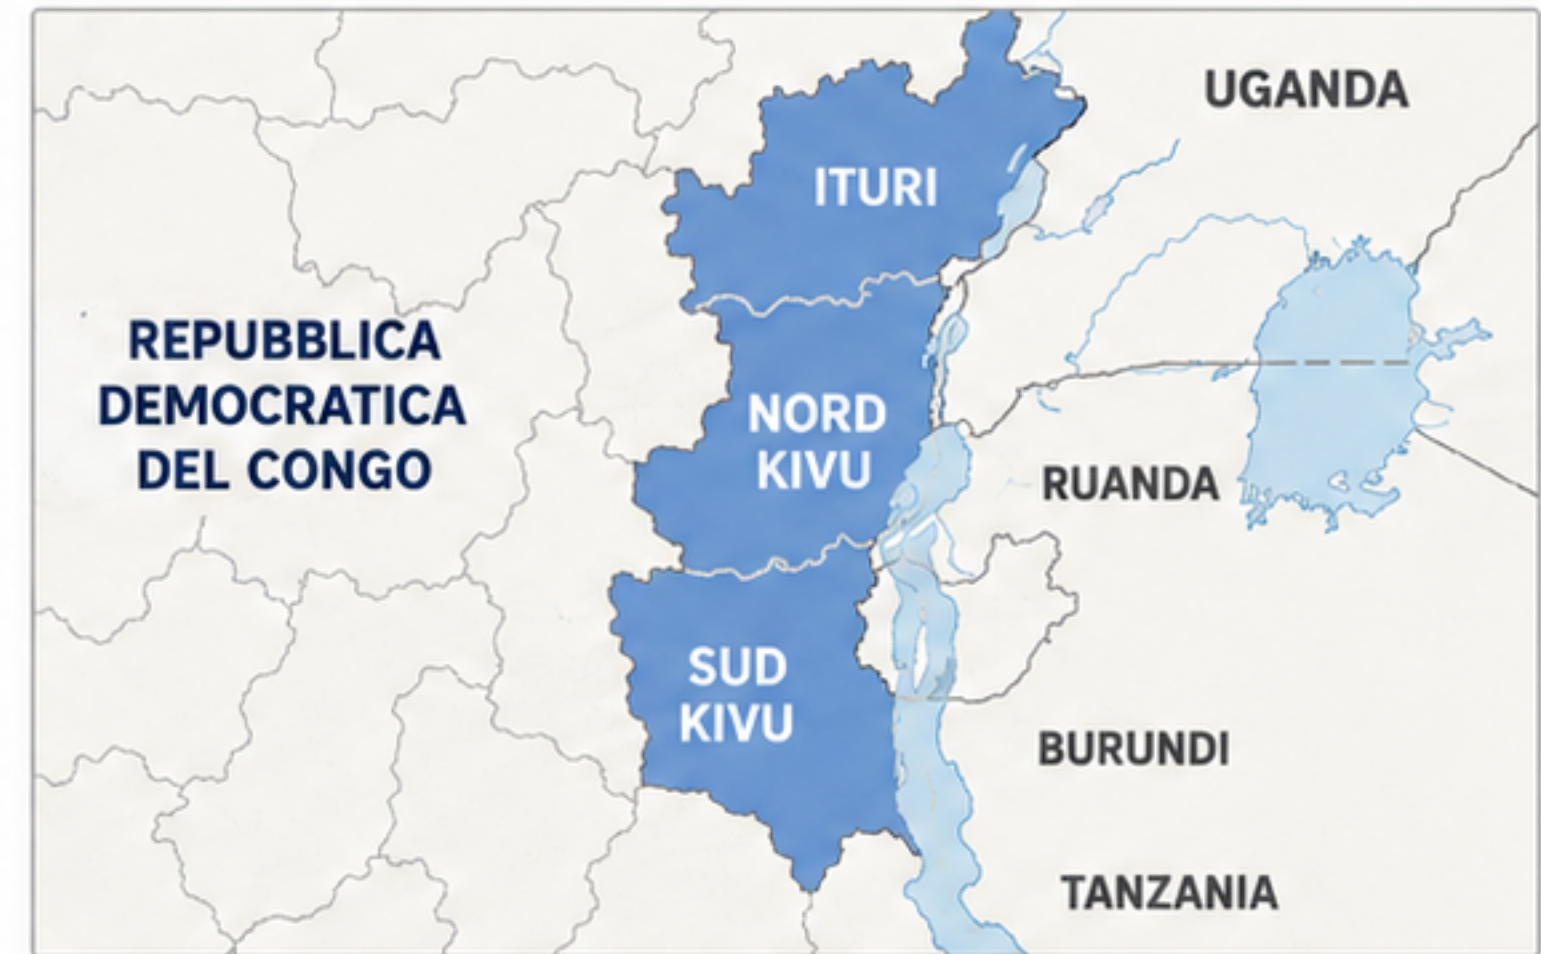 UGANDA
ITURI
REPUBBLICA
DEMOCRATICA
DEL CONGO
NORD
KIVU
RUANDA
SUD
KIVU
BURUNDI
TANZANIA